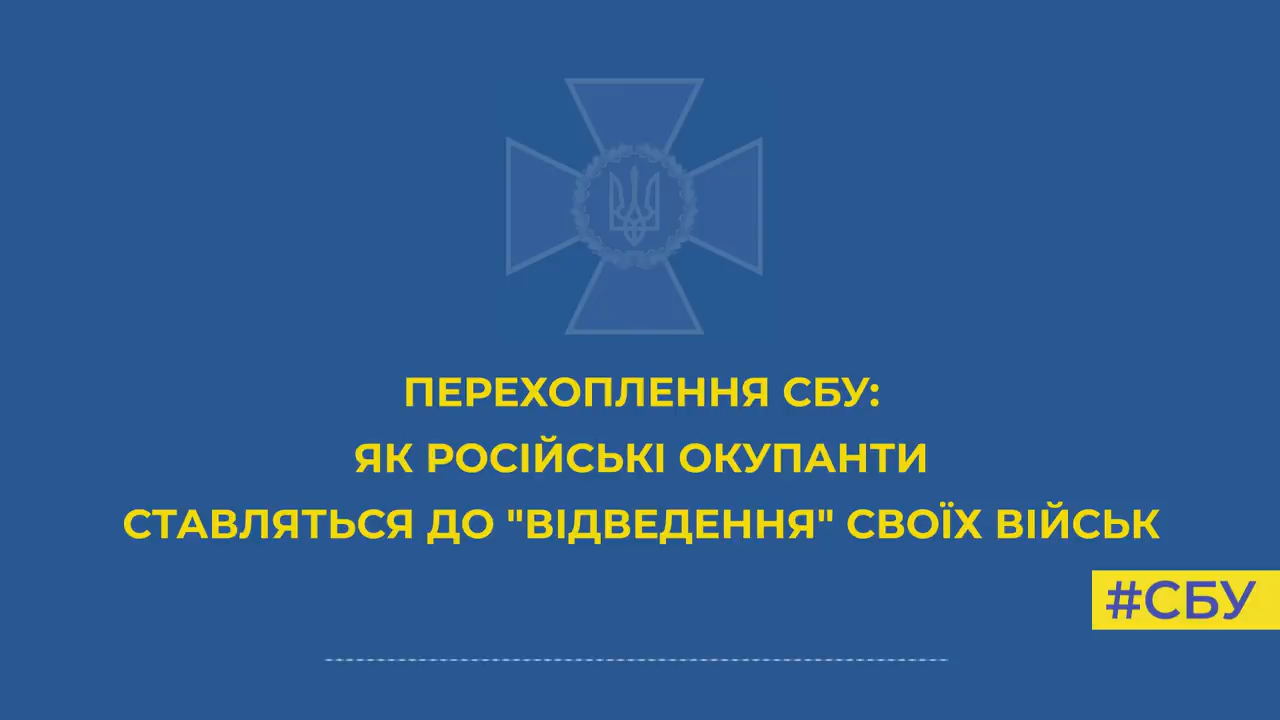 ПЕРЕХОПЛЕННЯ СБУ:
ЯК РОСІЙСЬКІ ОКУПАНТИ
СТАВЛЯТЬСЯ ДО "ВІДВЕДЕННЯ" СВОЇХ ВІЙСЬК
#СБУ